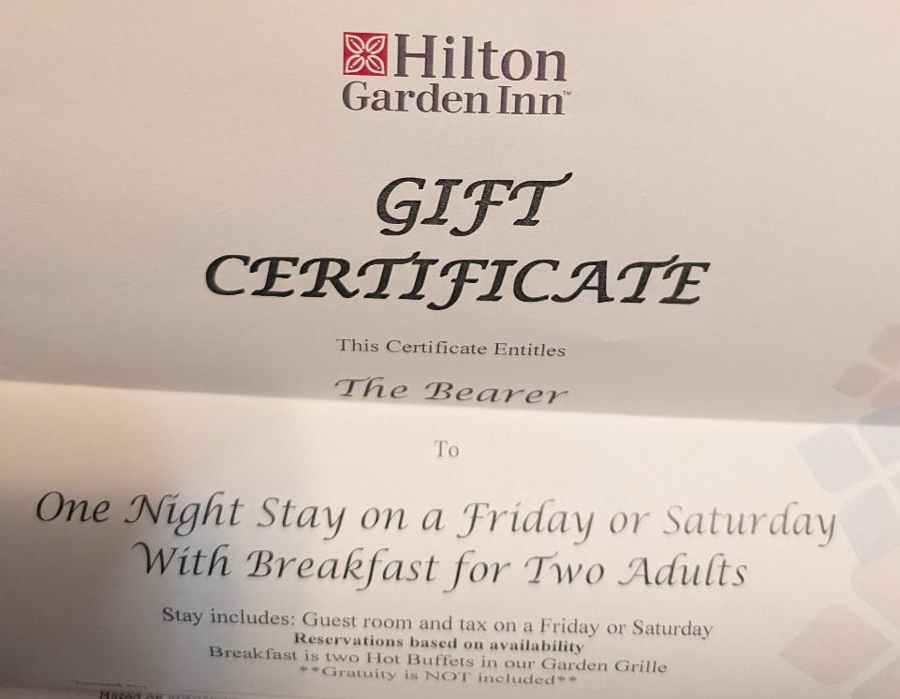 Hilton
Garden Inn™
GIFT
CERTIFICATE
This Certificate Entitles
The Bearer
To
One Night Stay on a Friday or Saturday
With Breakfast for Two Adults
Stay includes: Guest room and tax on a Friday or Saturday
Reservations based on availability
Breakfast is two Hot Buffets in our Garden Grille
**Gratuity is NOT included**